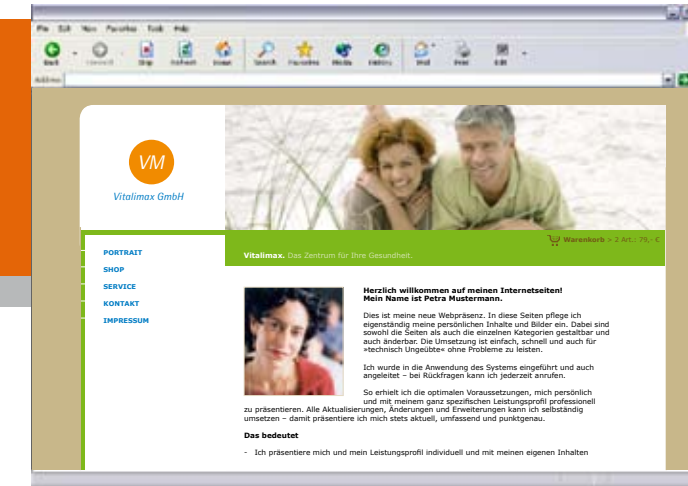 File Edit View Favorites Tools Help
Back Stop Refresh Home Search Favorites Media History Mail Print Edit
Address
VM
Vitalimax GmbH
Warenkorb > 2 Art.: 79,- €
Vitalimax. Das Zentrum für Ihre Gesundheit.
PORTRAIT
SHOP
SERVICE
KONTAKT
IMPRESSUM
Herzlich willkommen auf meinen Internetseiten!
Mein Name ist Petra Mustermann.
Dies ist meine neue Webpräsenz. In diese Seiten pflege ich
eigenständig meine persönlichen Inhalte und Bilder ein. Dabei sind
sowohl die Seiten als auch die einzelnen Kategorien gestaltbar und
auch änderbar. Die Umsetzung ist einfach, schnell und auch für
»technisch Ungeübte« ohne Probleme zu leisten.
Ich wurde in die Anwendung des Systems eingeführt und auch
angeleitet – bei Rückfragen kann ich jederzeit anrufen.
So erhielt ich die optimalen Voraussetzungen, mich persönlich
und mit meinem ganz spezifischen Leistungsprofil professionell
zu präsentieren. Alle Aktualisierungen, Änderungen und Erweiterungen kann ich selbständig
umsetzen – damit präsentiere ich mich stets aktuell, umfassend und punktgenau.
Das bedeutet
- Ich präsentiere mich und mein Leistungsprofil individuell und mit meinen eigenen Inhalten